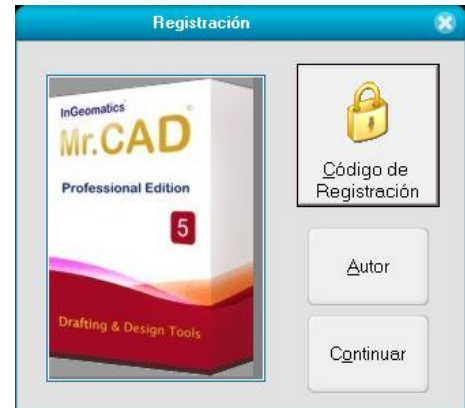 Registración
InGeomatics
Mr.CAD
Professional Edition
5
Drafting & Design Tools
Código de
Registración
Autor
Continuar